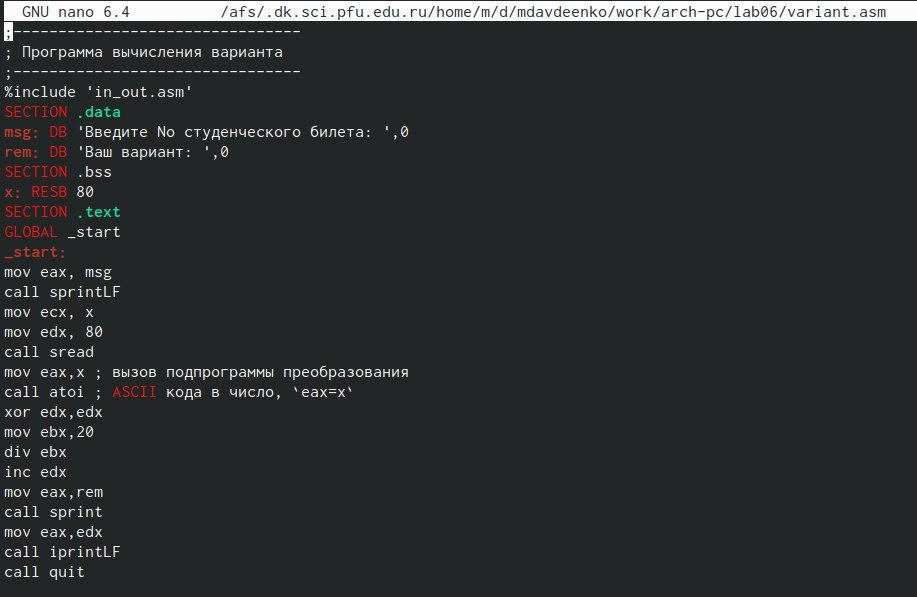 GNU nano 6.4 /afs/.dk.sci.pfu.edu.ru/home/m/d/mdavdeenko/work/arch-pc/lab06/variant.asm
;--------------------------------
; Программа вычисления варианта
;--------------------------------
%include 'in_out.asm'
SECTION .data
msg: DB 'Введите No студенческого билета: ',0
rem: DB 'Ваш вариант: ',0
SECTION .bss
x: RESB 80
SECTION .text
GLOBAL _start
_start:
mov eax, msg
call sprintLF
mov ecx, x
mov edx, 80
call sread
mov eax,x ; вызов подпрограммы преобразования
call atoi ; ASCII кода в число, `eax=x`
xor edx,edx
mov ebx,20
div ebx
inc edx
mov eax,rem
call sprint
mov eax,edx
call iprintLF
call quit